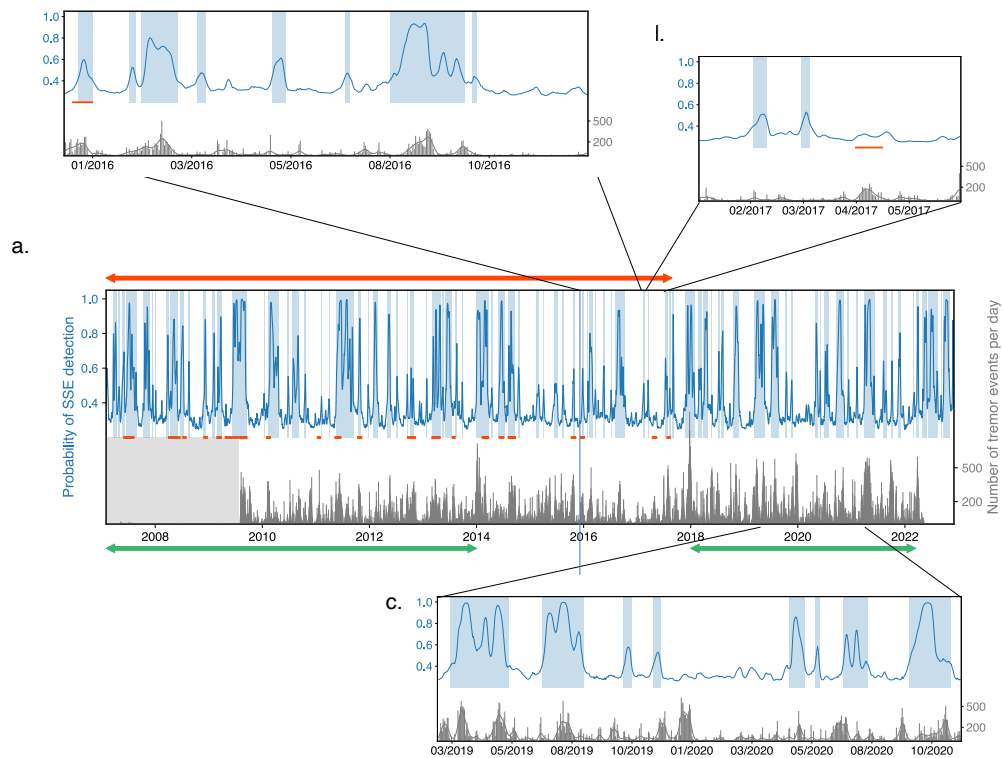 1.0
0.8
0.6
0.4
500
200
01/2016 03/2016 05/2016 08/2016 10/2016
l.
1.0
0.8
0.6
0.4
500
200
02/2017 03/2017 04/2017 05/2017
a.
Probability of SSE detection
1.0
0.8
0.6
0.4
Number of tremor events per day
500
200
2008 2010 2012 2014 2016 2018 2020 2022
c.
1.0
0.8
0.6
0.4
500
200
03/2019 05/2019 08/2019 10/2019 01/2020 03/2020 05/2020 08/2020 10/2020